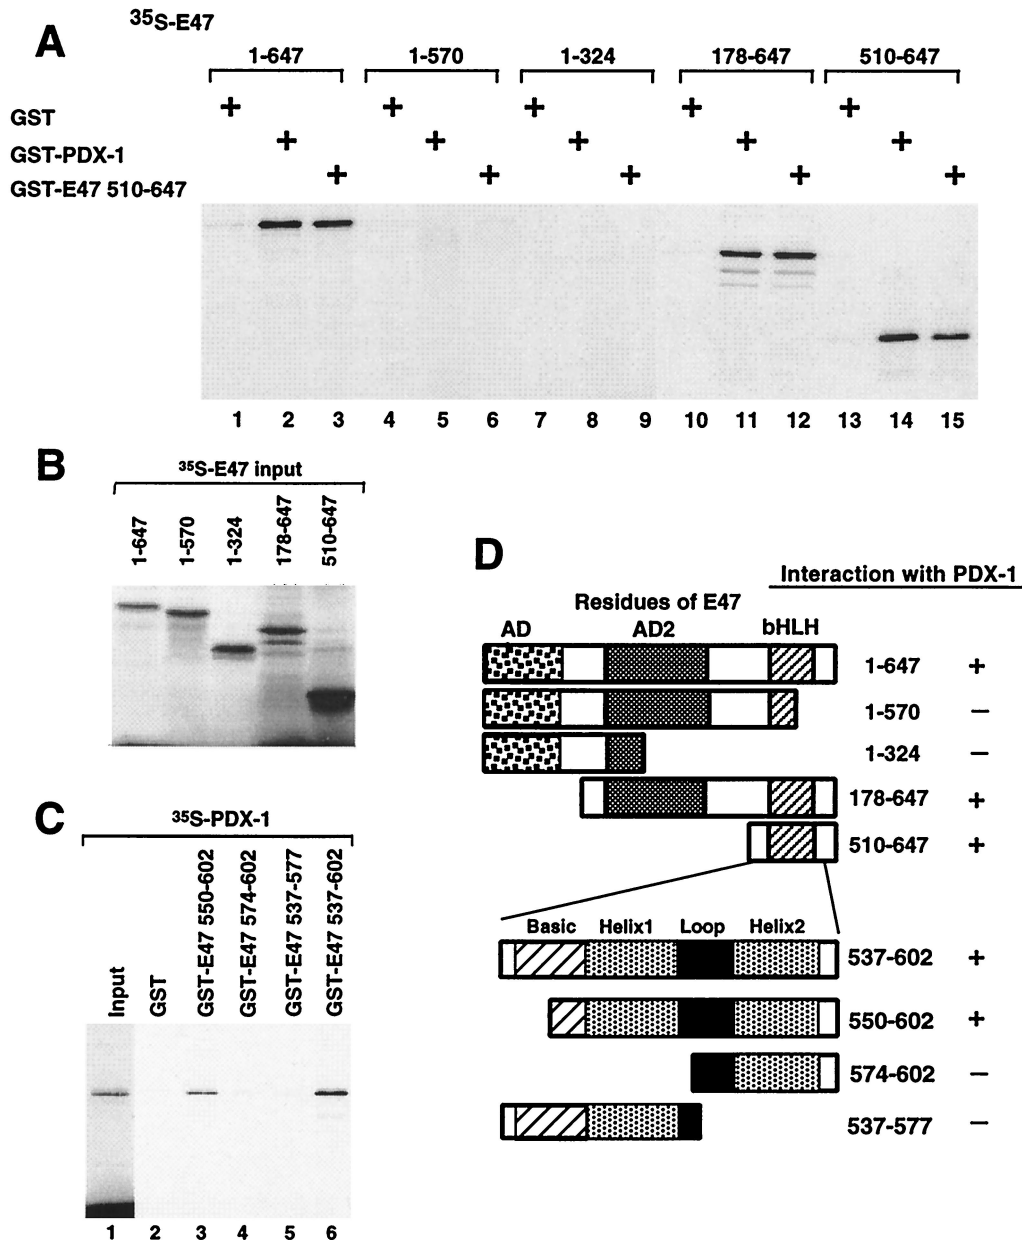 A
³⁵S-E47
1-647 1-570 1-324 178-647 510-647
GST + + + + +
GST-PDX-1 + + + + +
GST-E47 510-647 + + + + +
1 2 3 4 5 6 7 8 9 10 11 12 13 14 15
B
³⁵S-E47 input
1-647 1-570 1-324 178-647 510-647
C
³⁵S-PDX-1
Input GST GST-E47 550-602 GST-E47 574-602 GST-E47 537-577 GST-E47 537-602
1 2 3 4 5 6
D
Interaction with PDX-1
Residues of E47
AD AD2 bHLH
1-647 +
1-570 −
1-324 −
178-647 +
510-647 +
Basic Helix1 Loop Helix2
537-602 +
550-602 +
574-602 −
537-577 −